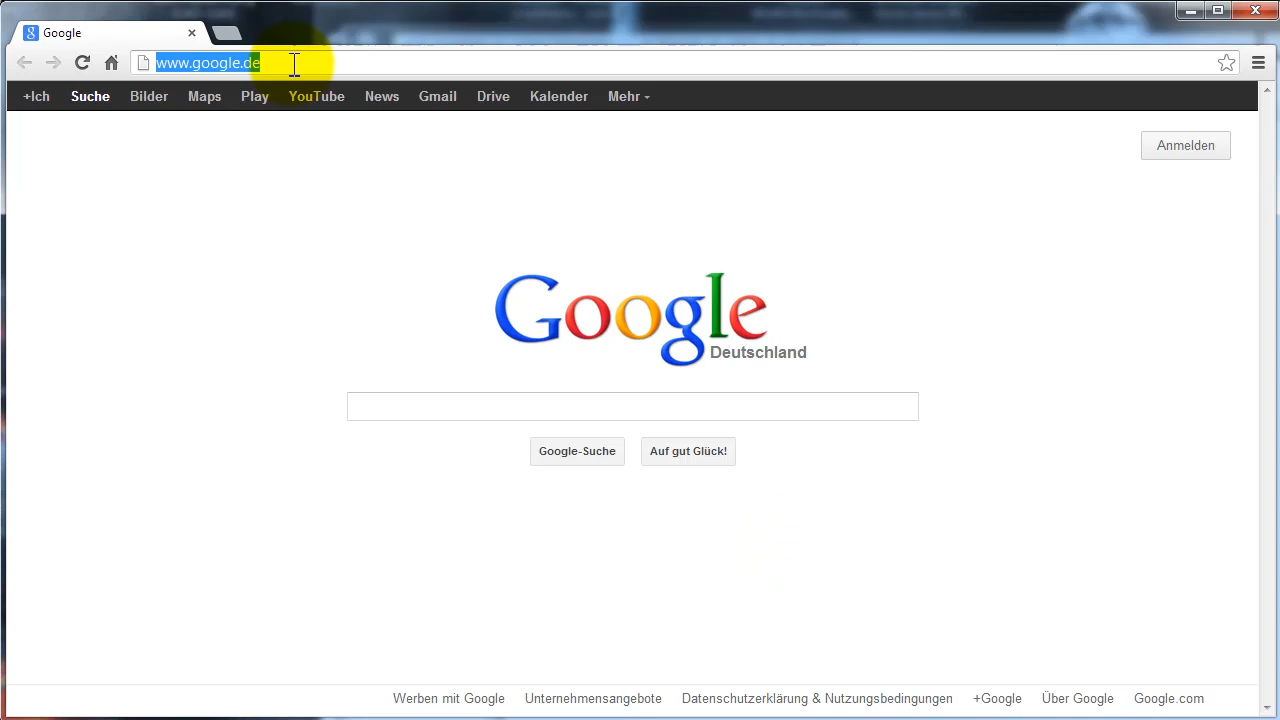 Google
www.google.de
+Ich Suche Bilder Maps Play YouTube News Gmail Drive Kalender Mehr
Anmelden
Google
Deutschland
Google-Suche Auf gut Glück!
Werben mit Google Unternehmensangebote Datenschutzerklärung & Nutzungsbedingungen +Google Über Google Google.com